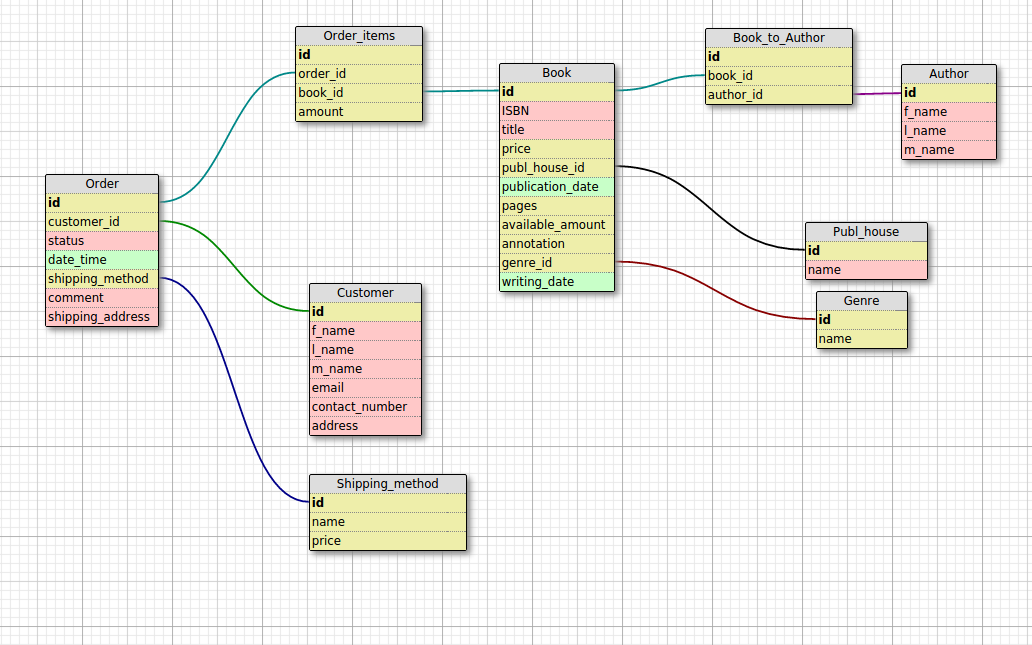 Order_items
id
order_id
book_id
amount
Book
id
ISBN
title
price
publ_house_id
publication_date
pages
available_amount
annotation
genre_id
writing_date
Book_to_Author
id
book_id
author_id
Author
id
f_name
l_name
m_name
Order
id
customer_id
status
date_time
shipping_method
comment
shipping_address
Publ_house
id
name
Genre
id
name
Customer
id
f_name
l_name
m_name
email
contact_number
address
Shipping_method
id
name
price